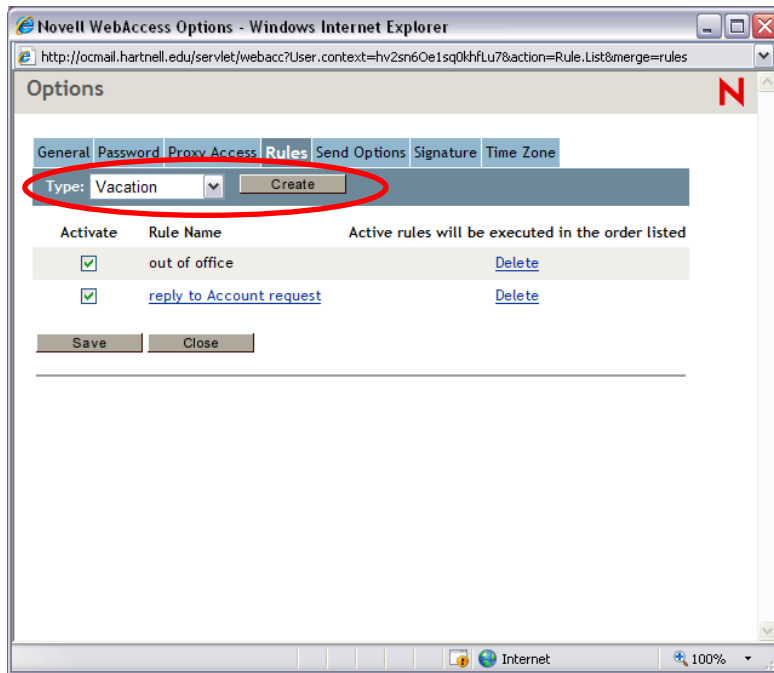 Novell WebAccess Options - Windows Internet Explorer
http://ocmail.hartnell.edu/servlet/webacc?User.context=hv2sn6Oe1sq0khfLu7&action=Rule.List&merge=rules
Options
N
General Password Proxy Access Rules Send Options Signature Time Zone
Type: Vacation Create
Activate Rule Name Active rules will be executed in the order listed
out of office Delete
reply to Account request Delete
Save Close
Internet 100%